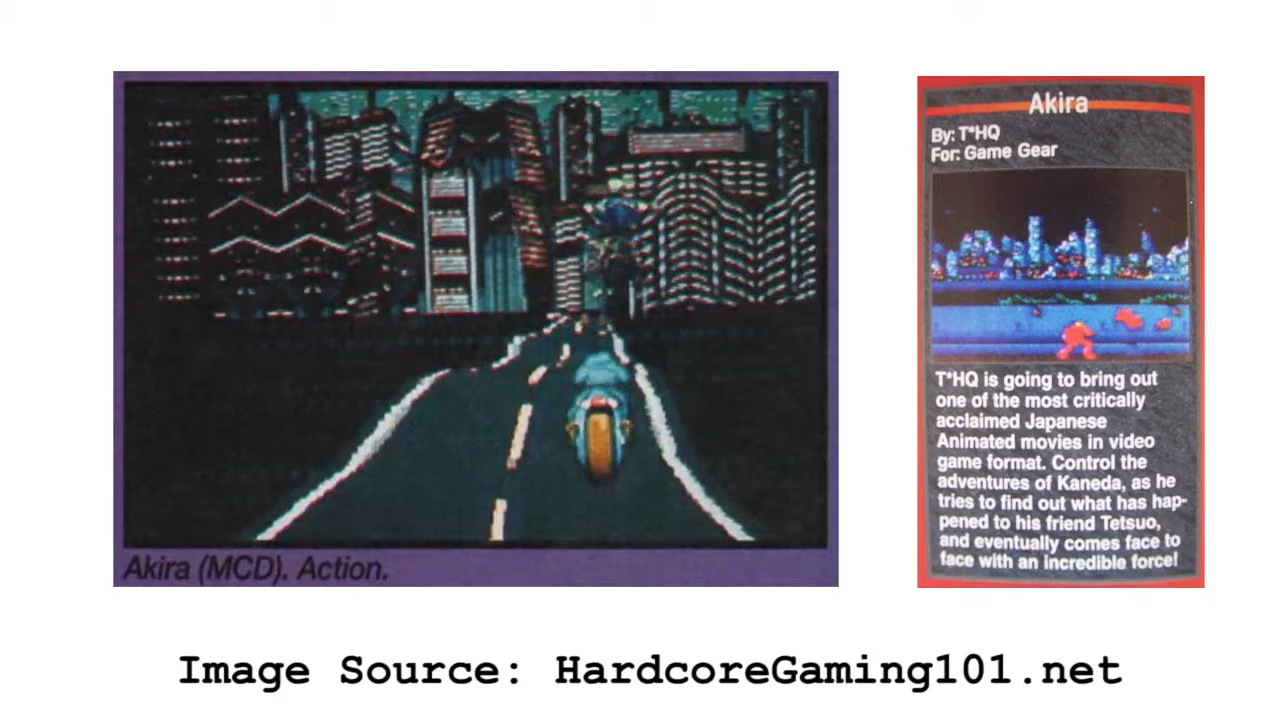 Akira (MCD). Action.
Akira
By: T*HQ
For: Game Gear
T*HQ is going to bring out
one of the most critically
acclaimed Japanese
Animated movies in video
game format. Control the
adventures of Kaneda, as he
tries to find out what has hap-
pened to his friend Tetsuo,
and eventually comes face to
face with an incredible force!
Image Source: HardcoreGaming101.net